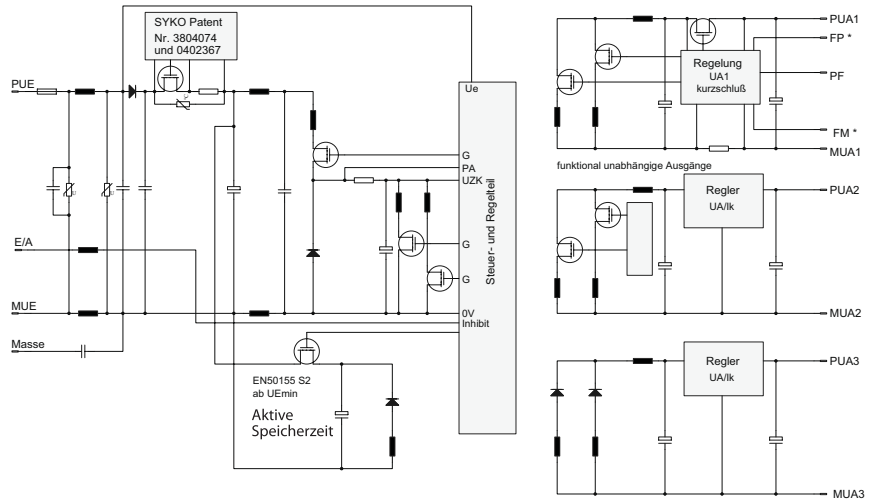 SYKO Patent
Nr. 3804074
und 0402367
PUE
E/A
MUE
Masse
Ue
G
PA
UZK
G
G
0V
Inhibit
Steuer- und Regelteil
EN50155 S2
ab UEmin
Aktive
Speicherzeit
PUA1
FP *
Regelung
UA1
kurzschluß
PF
FM *
MUA1
funktional unabhängige Ausgänge
Regler
UA/Ik
PUA2
MUA2
Regler
UA/Ik
PUA3
MUA3